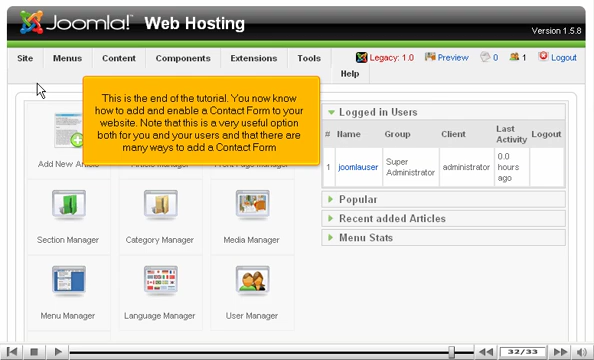 Joomla! Web Hosting
Version 1.5.8
Site Menus Content Components Extensions Tools Legacy: 1.0 Preview 0 1 Logout
Help
This is the end of the tutorial. You now know
how to add and enable a Contact Form to your
website. Note that this is a very useful option
both for you and your users and that there are
many ways to add a Contact Form
Logged in Users
# Name Group Client Last Activity Logout
1 joomlauser Super Administrator administrator 0.0 hours ago
Popular
Recent added Articles
Menu Stats
Add New
Section Manager Category Manager Media Manager
Menu Manager Language Manager User Manager
32/33